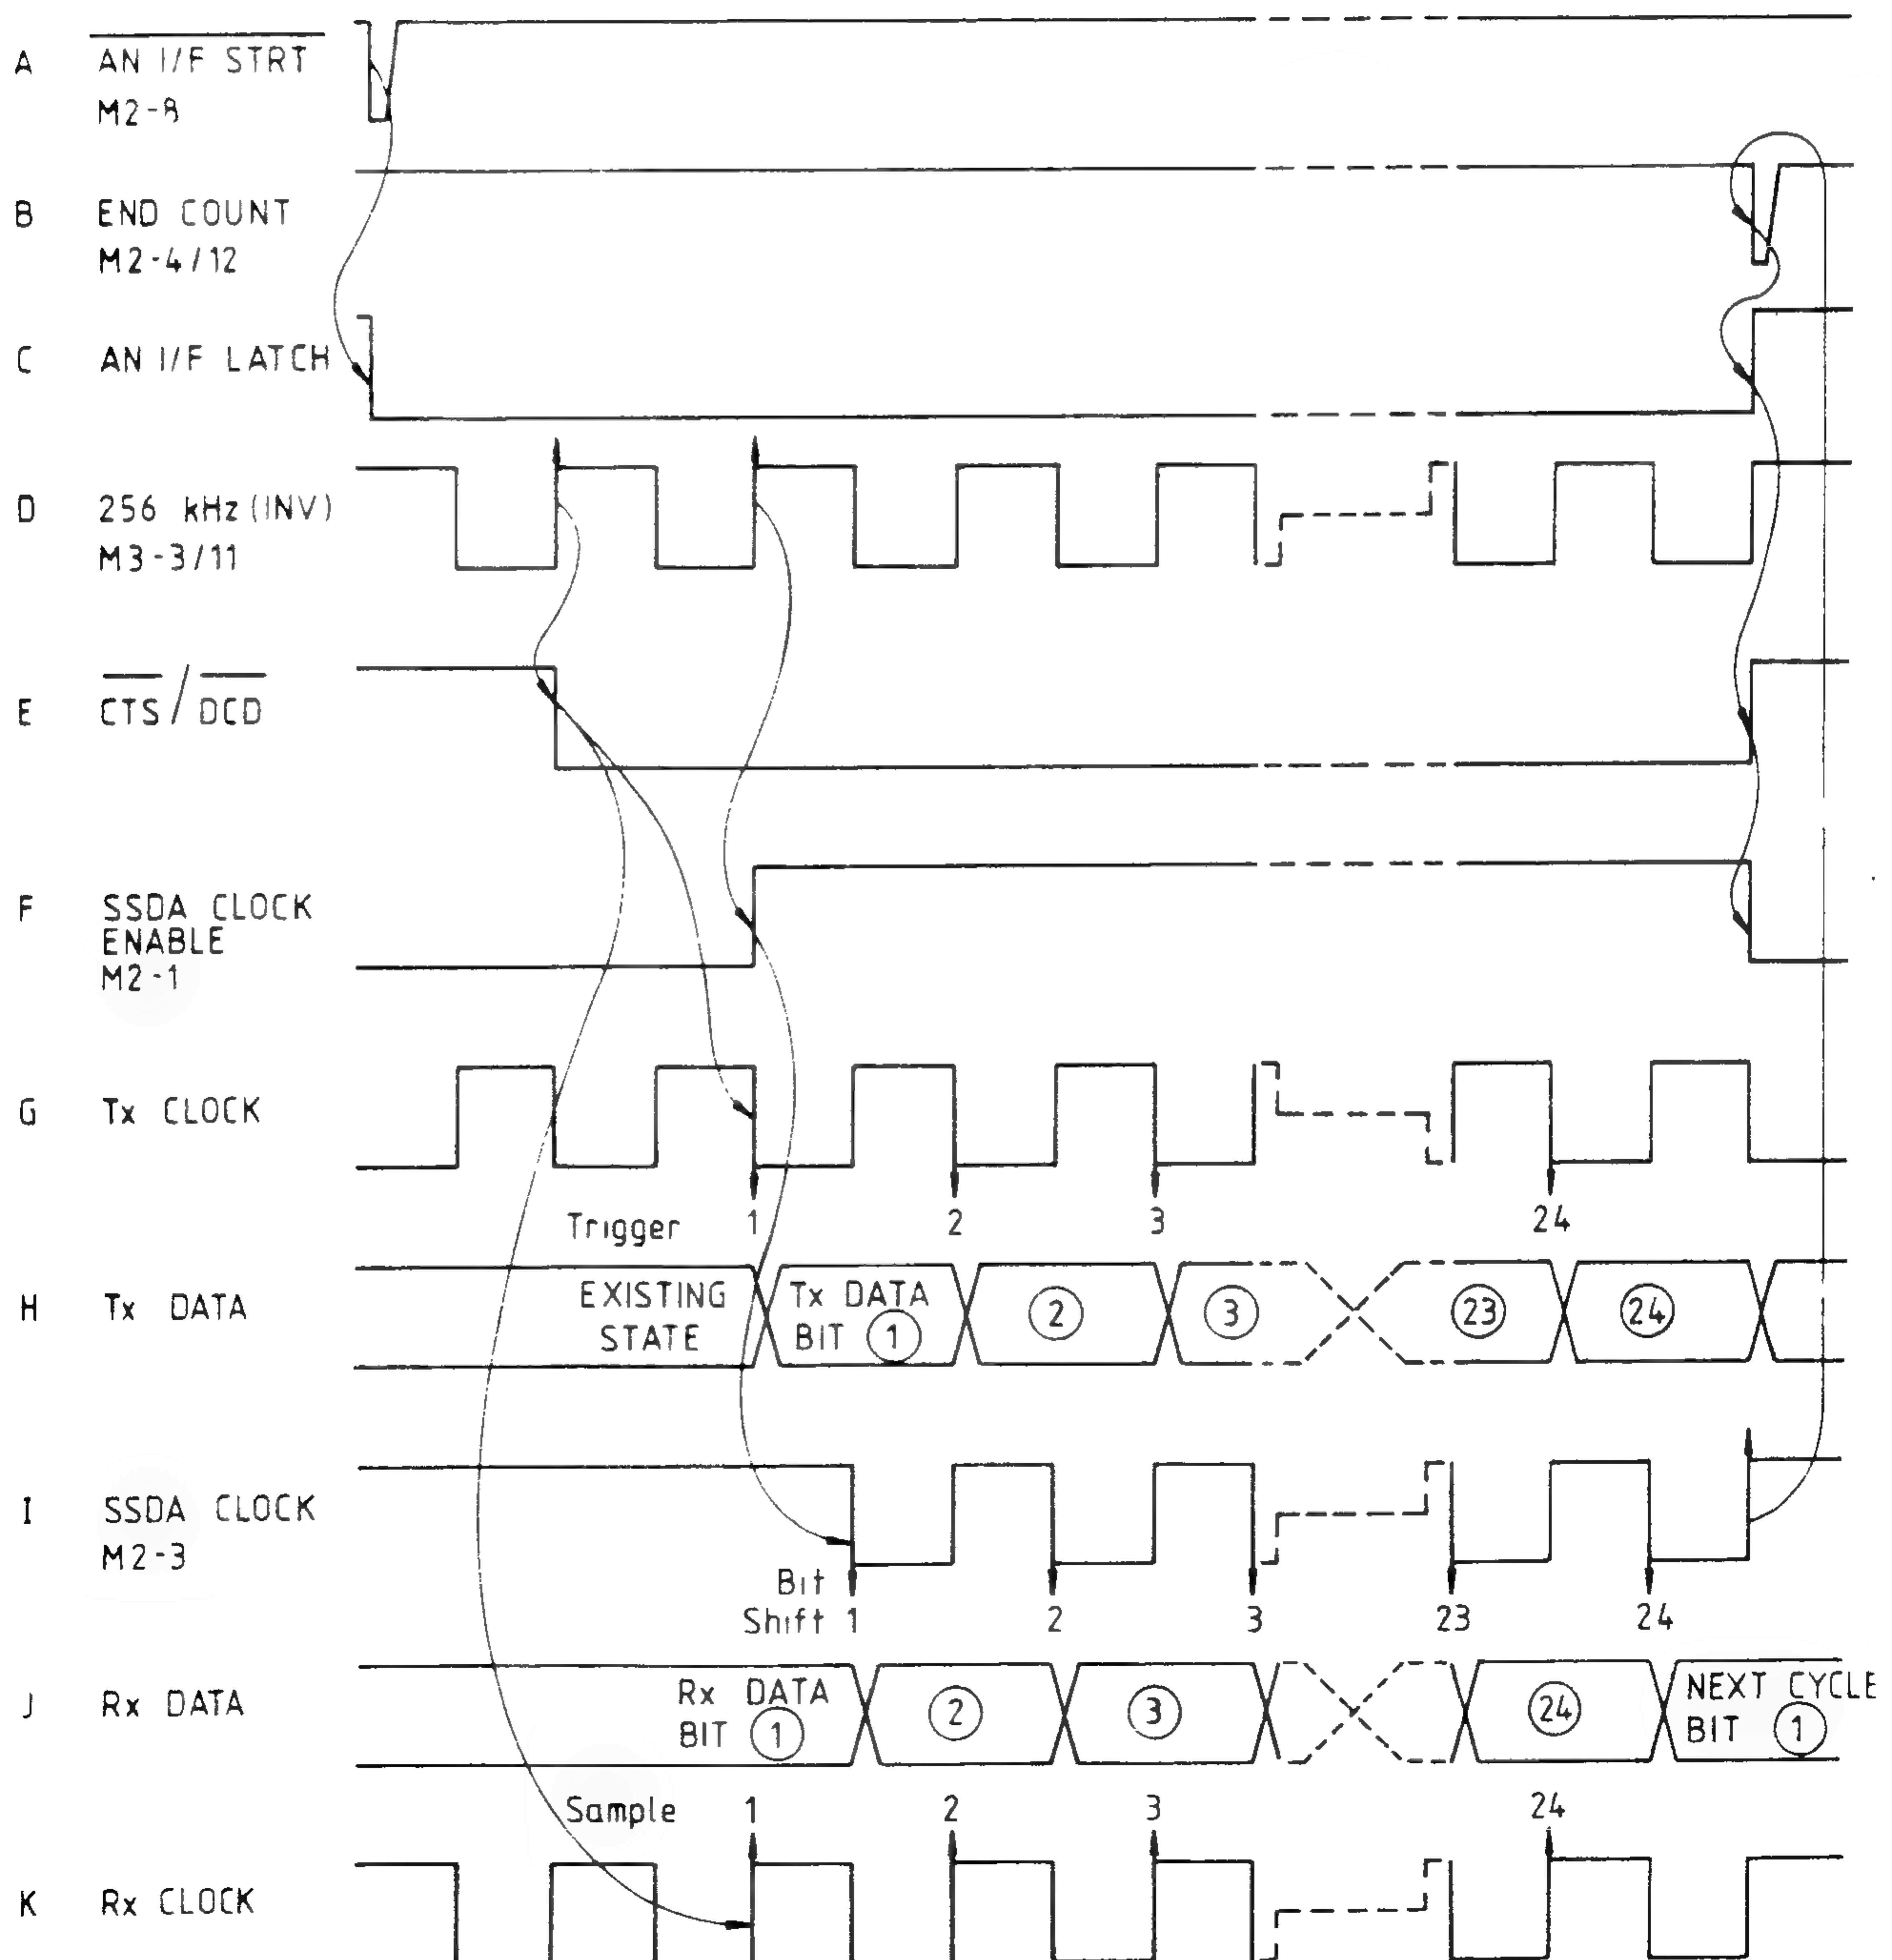 A AN I/F STRT
M2-8
B END COUNT
M2-4/12
C AN I/F LATCH
D 256 kHz (INV)
M3-3/11
E CTS / DCD
F SSDA CLOCK
ENABLE
M2-1
G Tx CLOCK
Trigger 1 2 3 24
H Tx DATA
EXISTING
STATE
Tx DATA
BIT 1
2
3
23
24
I SSDA CLOCK
M2-3
Bit
Shift 1 2 3 23 24
J Rx DATA
Rx DATA
BIT 1
2
3
24
NEXT CYCLE
BIT 1
Sample 1 2 3 24
K Rx CLOCK